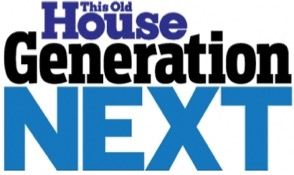 This Old
House
Generation
NEXT